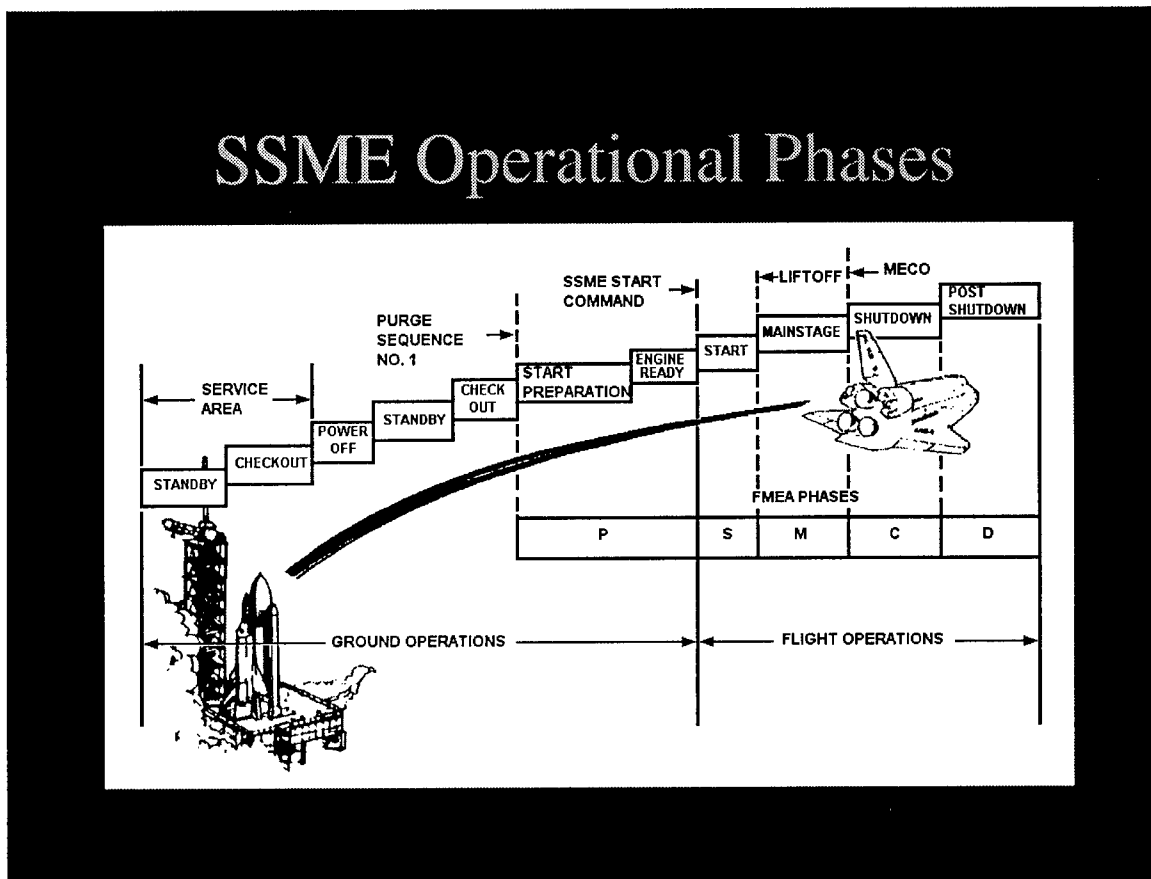 SSME Operational Phases
LIFTOFF
MECO
SSME START
COMMAND
POST
SHUTDOWN
SHUTDOWN
MAINSTAGE
PURGE
SEQUENCE
NO. 1
START
ENGINE
READY
START
PREPARATION
CHECK
OUT
SERVICE
AREA
STANDBY
POWER
OFF
CHECKOUT
STANDBY
FMEA PHASES
P S M C D
GROUND OPERATIONS
FLIGHT OPERATIONS